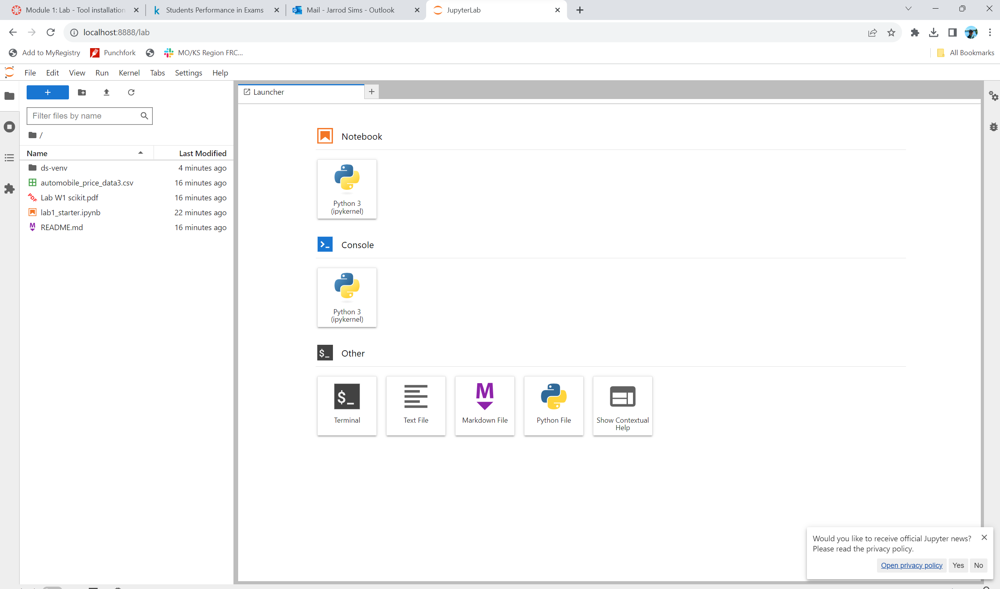 Module 1: Lab - Tool installation
Students Performance in Exams
Mail - Jarrod Sims - Outlook
JupyterLab
localhost:8888/lab
Add to MyRegistry
Punchfork
MO/KS Region FRC...
All Bookmarks
File Edit View Run Kernel Tabs Settings Help
Launcher
Filter files by name
/
Name Last Modified
ds-venv 4 minutes ago
automobile_price_data3.csv 16 minutes ago
Lab W1 scikit.pdf 16 minutes ago
lab1_starter.ipynb 22 minutes ago
README.md 16 minutes ago
Notebook
Python 3
(ipykernel)
Console
Python 3
(ipykernel)
$_ Other
$_
Terminal
Text File
M
Markdown File
Python File
Show Contextual
Help
Would you like to receive official Jupyter news?
Please read the privacy policy.
Open privacy policy Yes No